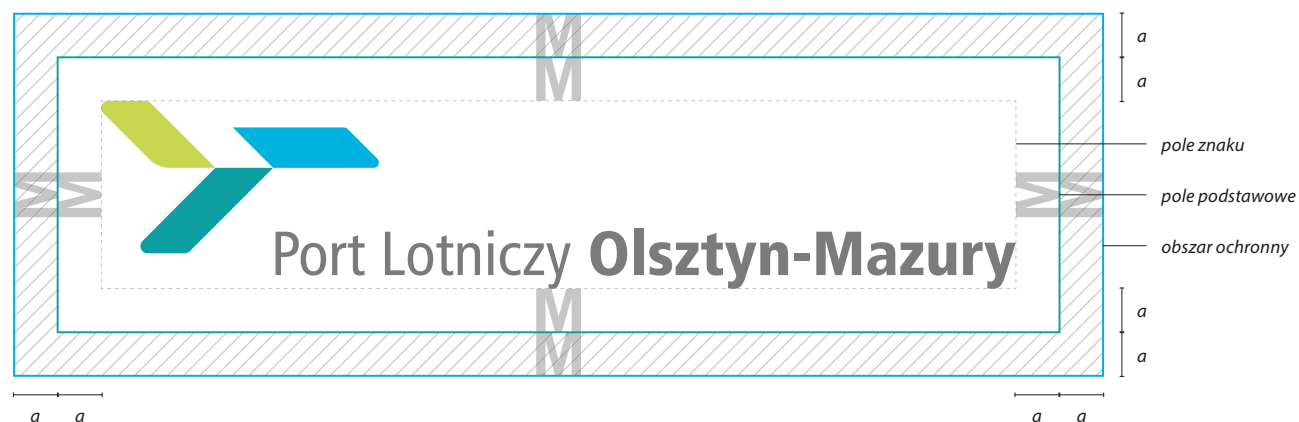 M
M
a
a
pole znaku
M M
M M
pole podstawowe
obszar ochronny
Port Lotniczy Olsztyn-Mazury
M
M
a
a
a a
a a